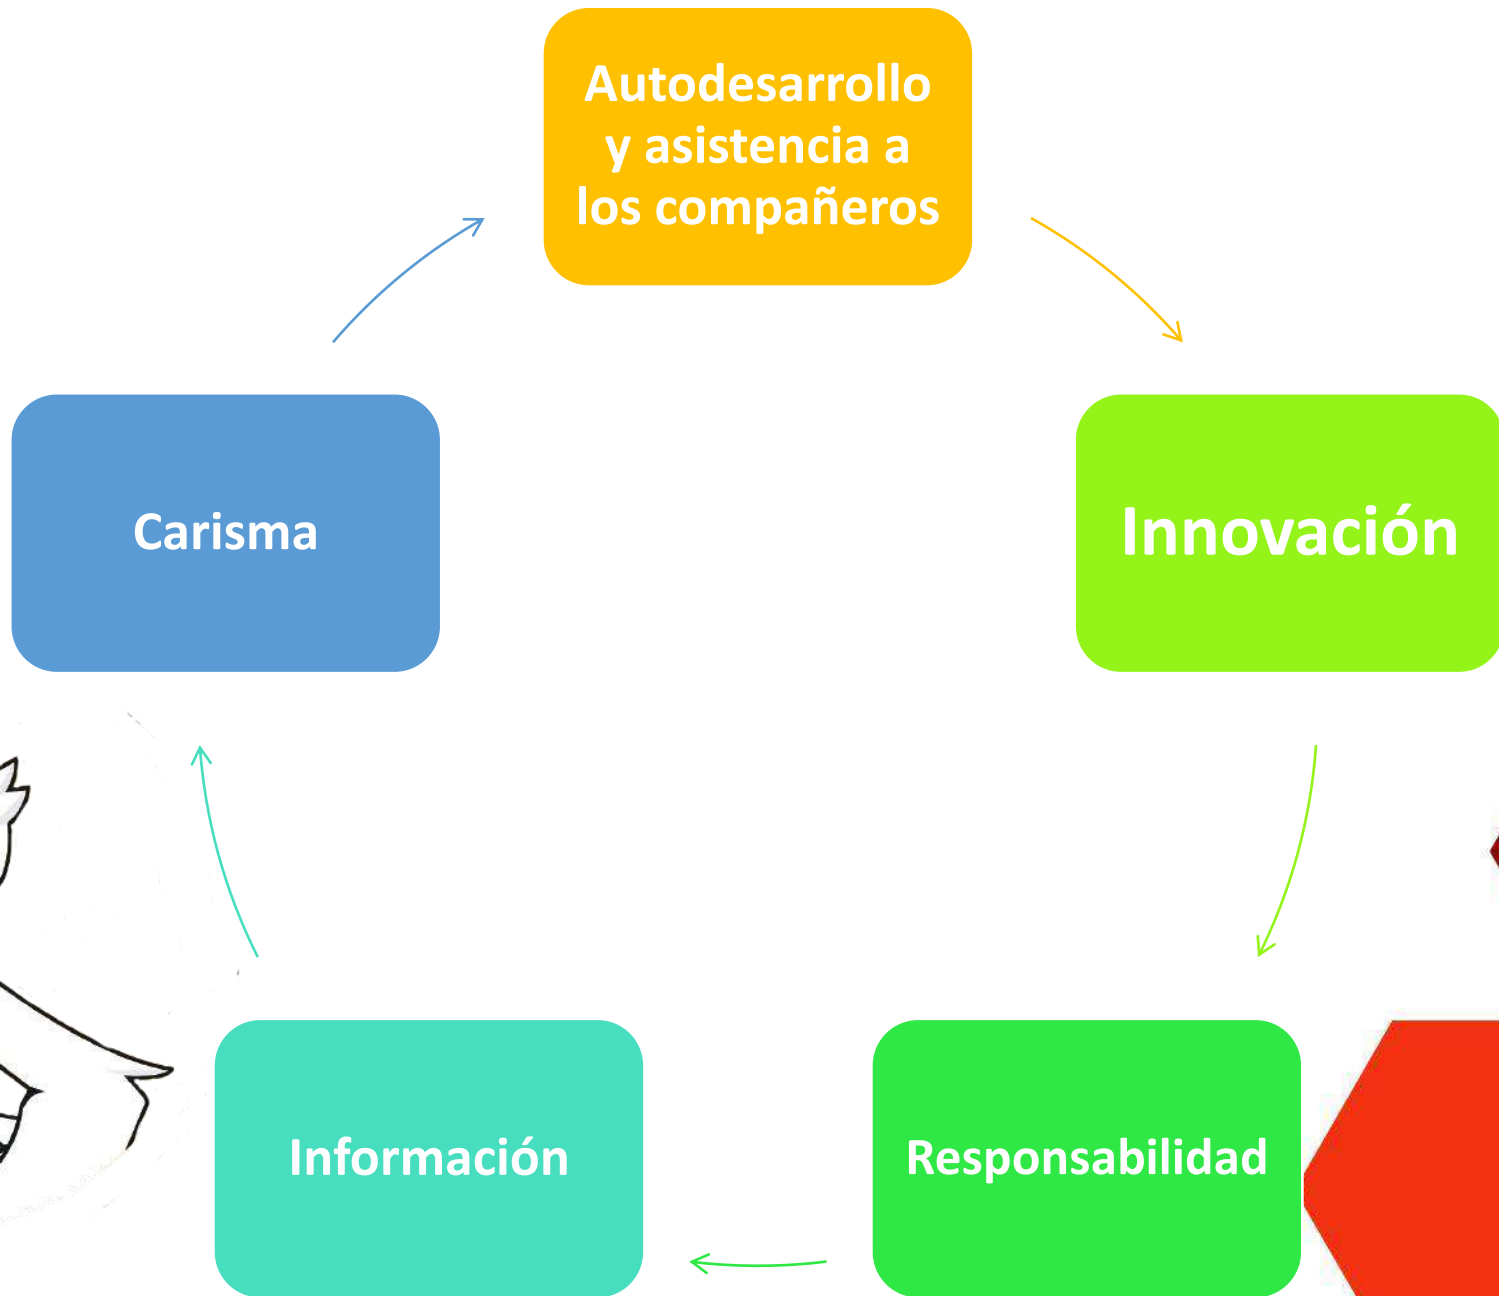 Autodesarrollo
y asistencia a
los compañeros
Carisma
Innovación
Información
Responsabilidad